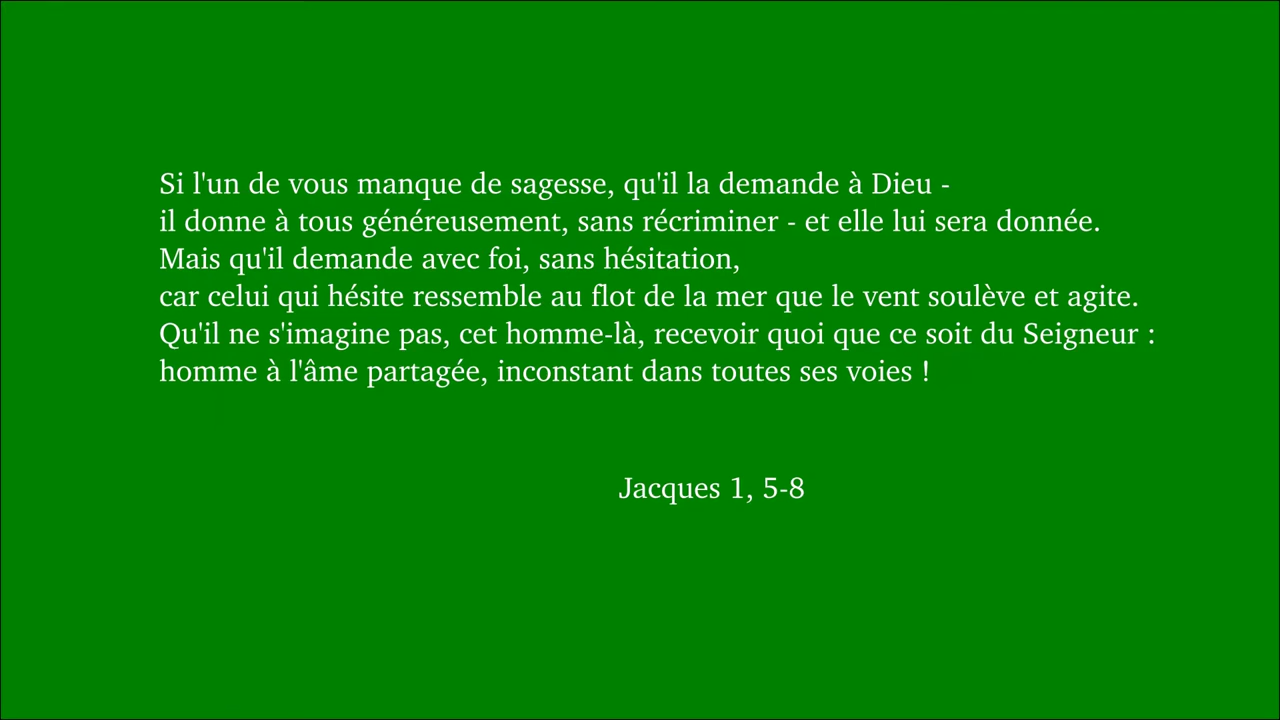 Si l'un de vous manque de sagesse, qu'il la demande à Dieu -
il donne à tous généreusement, sans récriminer - et elle lui sera donnée.
Mais qu'il demande avec foi, sans hésitation,
car celui qui hésite ressemble au flot de la mer que le vent soulève et agite.
Qu'il ne s'imagine pas, cet homme-là, recevoir quoi que ce soit du Seigneur :
homme à l'âme partagée, inconstant dans toutes ses voies !
Jacques 1, 5-8